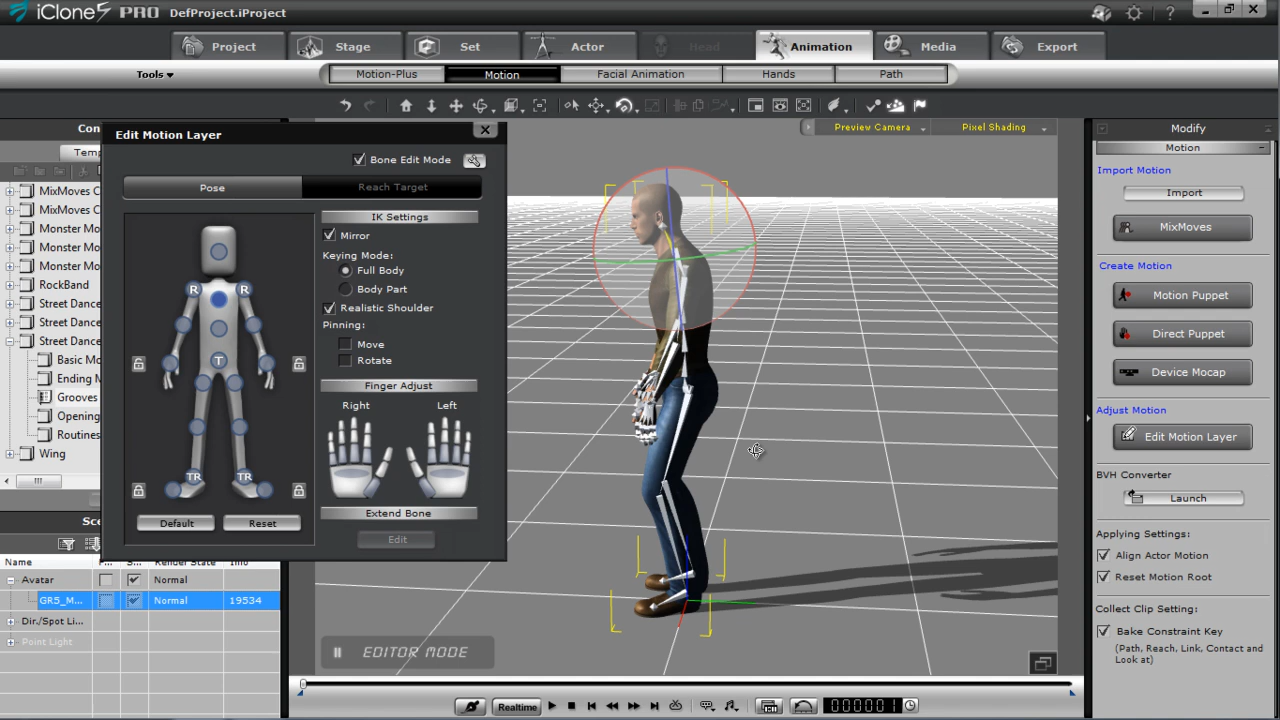 iClone5 PRO DefProject.iProject
Project Stage Set Actor Head Animation Media Export
Tools Motion-Plus Motion Facial Animation Hands Path
Preview Camera Pixel Shading
Con
Temp
MixMoves C
MixMoves C
Monster Mo
Monster Mo
Monster Mo
RockBand
Street Dance
Street Dance
Street Dance
Basic Mo
Ending M
Grooves
Opening
Routines
Wing
Edit Motion Layer
Bone Edit Mode
Pose Reach Target
R R
T
TR TR
Default Reset
IK Settings
Mirror
Keying Mode:
Full Body
Body Part
Realistic Shoulder
Pinning:
Move
Rotate
Finger Adjust
Right Left
Extend Bone
Edit
Sce
Name F... S... Render State Info
Avatar Normal
GR5_M... Normal 19534
Dir./Spot Li...
Point Light
EDITOR MODE
Realtime
000001
Modify
Motion
Import Motion
Import
MixMoves
Create Motion
Motion Puppet
Direct Puppet
Device Mocap
Adjust Motion
Edit Motion Layer
BVH Converter
Launch
Applying Settings:
Align Actor Motion
Reset Motion Root
Collect Clip Setting:
Bake Constraint Key
(Path, Reach, Link, Contact and
Look at)